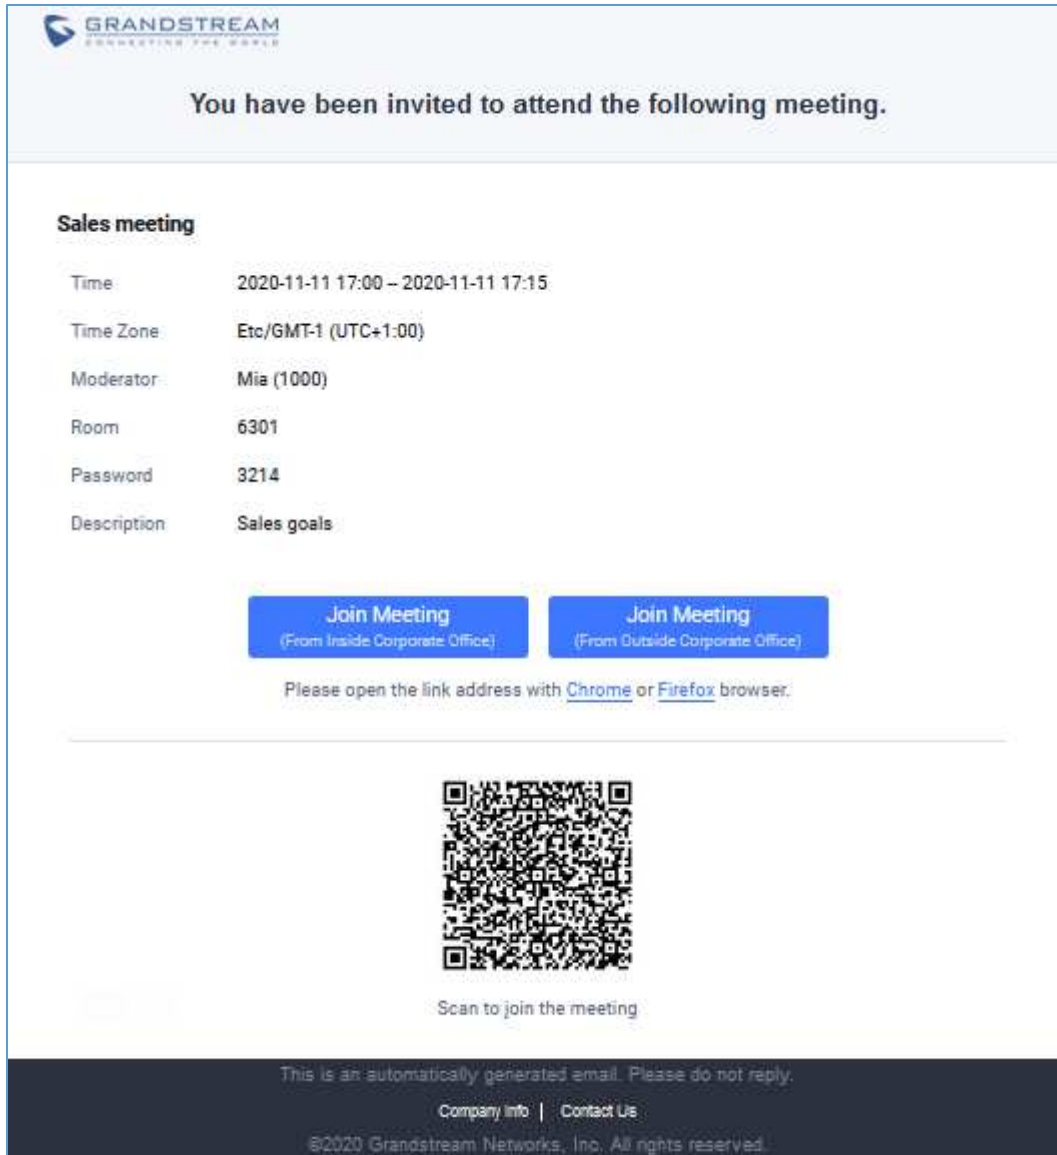 GRANDSTREAM
CONNECTING THE WORLD
You have been invited to attend the following meeting.
Sales meeting
Time 2020-11-11 17:00 – 2020-11-11 17:15
Time Zone Etc/GMT-1 (UTC+1:00)
Moderator Mia (1000)
Room 6301
Password 3214
Description Sales goals
Join Meeting Join Meeting
(From Inside Corporate Office) (From Outside Corporate Office)
Please open the link address with Chrome or Firefox browser.
Scan to join the meeting
This is an automatically generated email. Please do not reply.
Company Info | Contact Us
©2020 Grandstream Networks, Inc. All rights reserved.